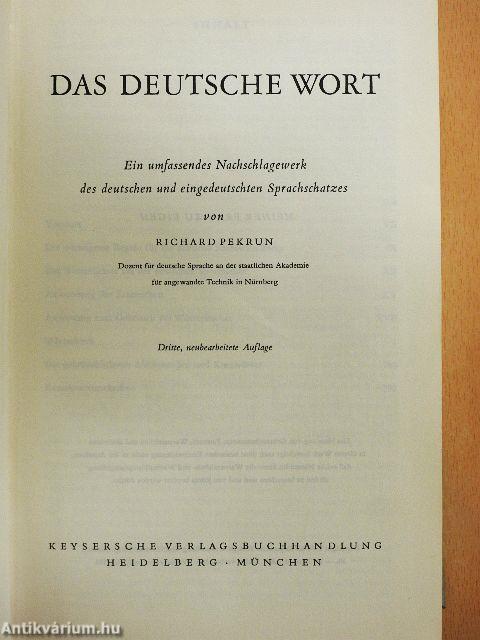 DAS DEUTSCHE WORT
Ein umfassendes Nachschlagewerk
des deutschen und eingedeutschten Sprachschatzes
von
RICHARD PEKRUN
Dozent für deutsche Sprache an der staatlichen Akademie
für angewandte Technik in Nürnberg
Dritte, neubearbeitete Auflage
KEYSERSCHE VERLAGSBUCHHANDLUNG
HEIDELBERG · MÜNCHEN
Antikvárium.hu